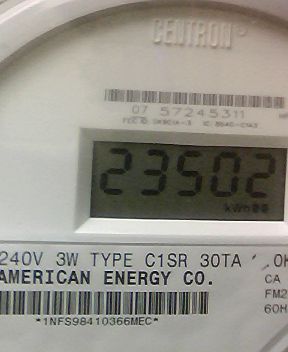 CENTRON®
07 57245311
23502
kWh
240V 3W TYPE C1SR 30TA
AMERICAN ENERGY CO.
CA
FM2
60H
*1NFS98410366MEC*